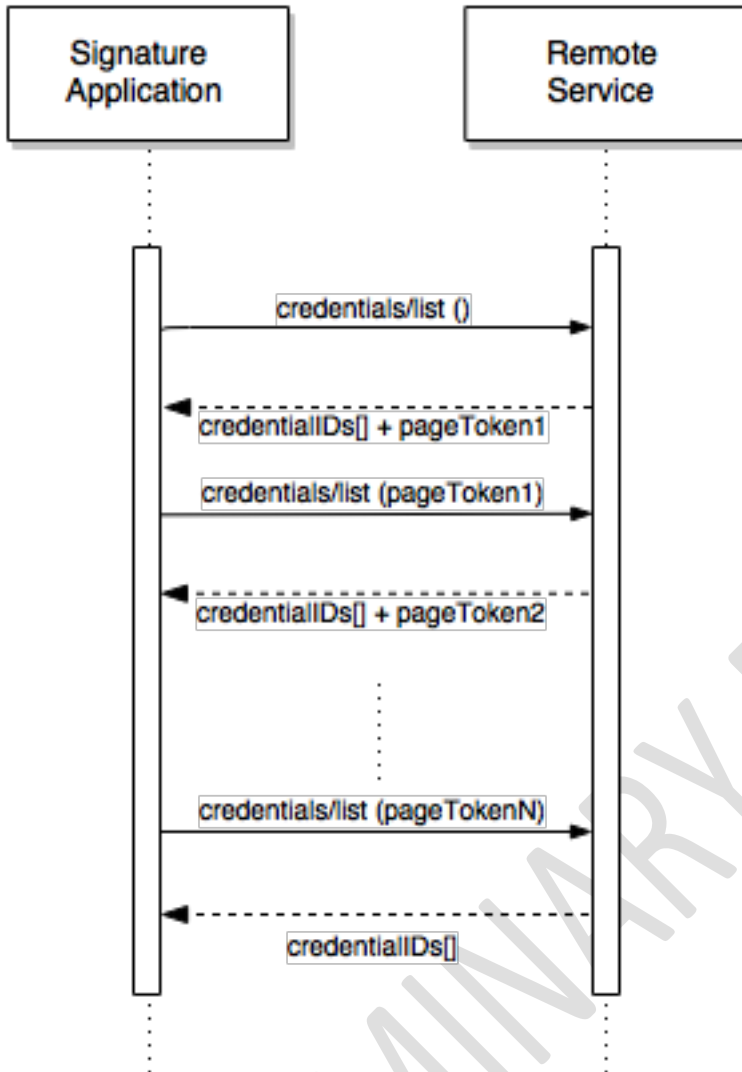 Signature
Application
Remote
Service
credentials/list ()
credentialIDs[] + pageToken1
credentials/list (pageToken1)
credentialIDs[] + pageToken2
credentials/list (pageTokenN)
credentialIDs[]